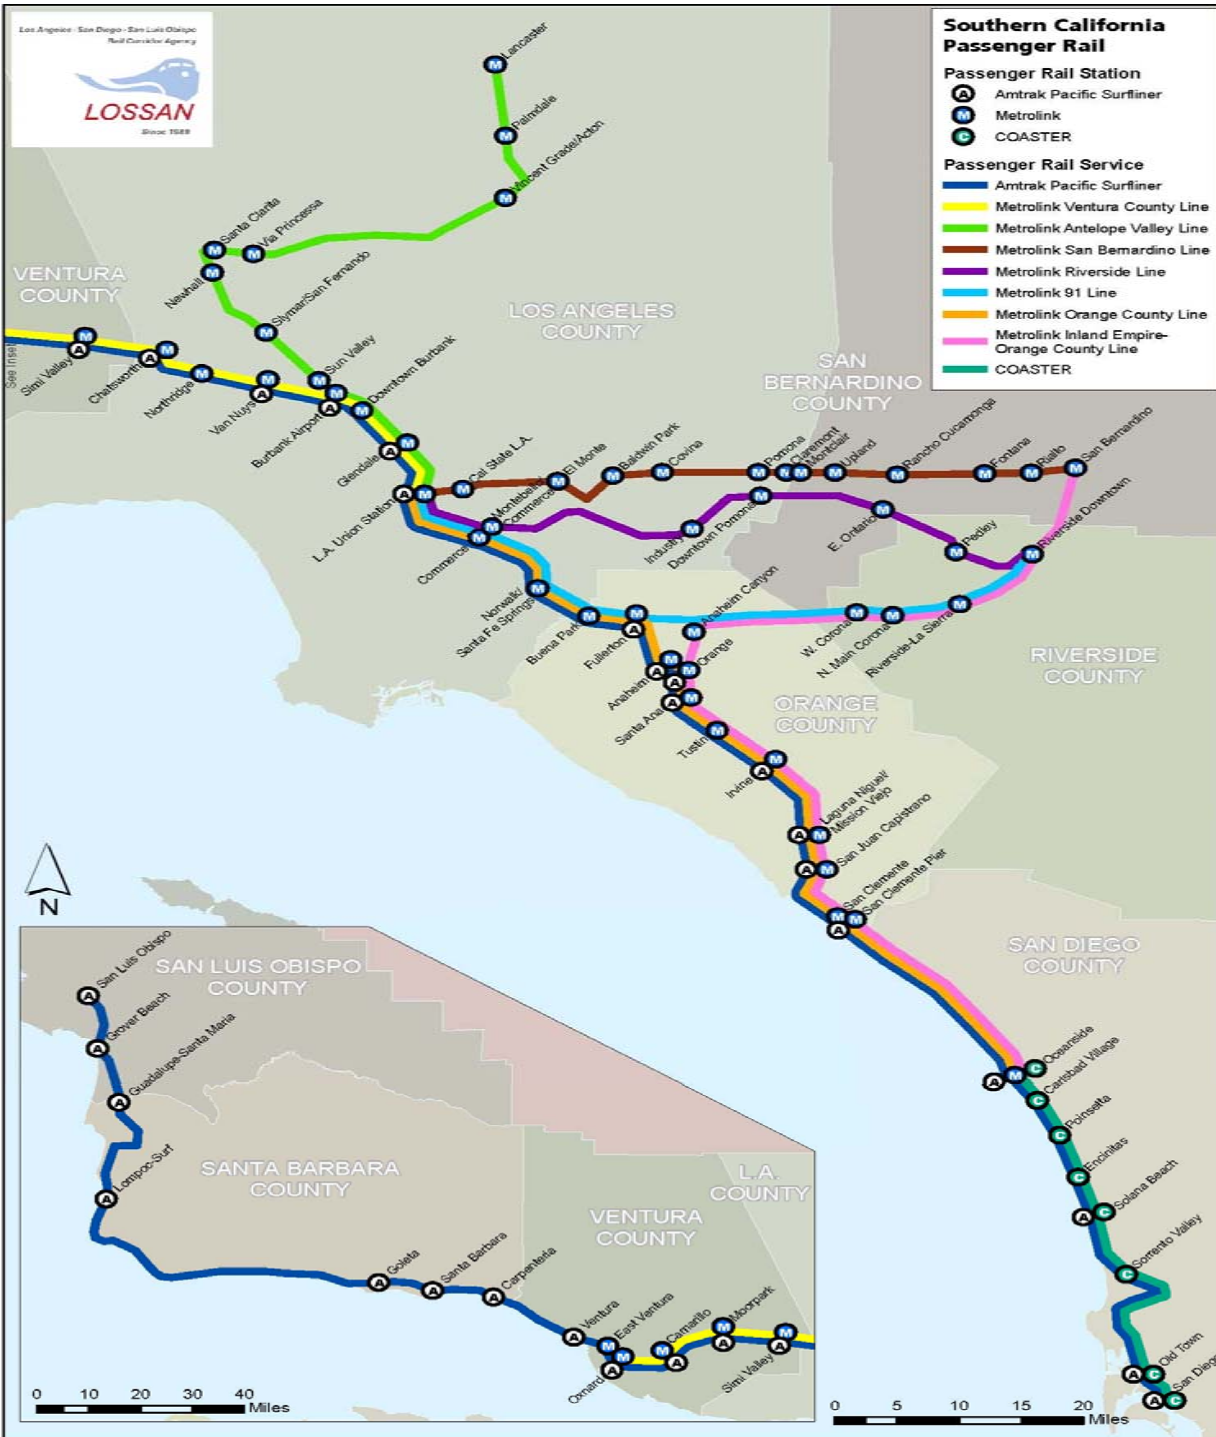 Los Angeles - San Diego - San Luis Obispo
Rail Corridor Agency
LOSSAN
Since 1989
Southern California
Passenger Rail
Passenger Rail Station
A Amtrak Pacific Surfliner
M Metrolink
C COASTER
Passenger Rail Service
Amtrak Pacific Surfliner
Metrolink Ventura County Line
Metrolink Antelope Valley Line
Metrolink San Bernardino Line
Metrolink Riverside Line
Metrolink 91 Line
Metrolink Orange County Line
Metrolink Inland Empire-
Orange County Line
COASTER
Lancaster
Palmdale
Vincent Grade/Acton
Santa Clarita
Via Princessa
Newhall
Slymar/San Fernando
VENTURA
COUNTY
LOS ANGELES
COUNTY
SAN
BERNARDINO
COUNTY
See Inset
Simi Valley
Chatsworth
Northridge
Van Nuys
Sun Valley
Burbank Airport
Downtown Burbank
Glendale
L.A. Union Station
Cal State L.A.
El Monte
Baldwin Park
Covina
Pomona
Claremont
Montclair
Upland
Rancho Cucamonga
Fontana
Rialto
San Bernardino
Montebello/
Commerce
Commerce
Industry
Downtown Pomona
E. Ontario
Pedley
Riverside Downtown
Norwalk/
Santa Fe Springs
Buena Park
Fullerton
Anaheim Canyon
W. Corona
N. Main Corona
Riverside-La Sierra
Anaheim
Orange
Santa Ana
Tustin
Irvine
RIVERSIDE
COUNTY
ORANGE
COUNTY
Laguna Niguel/
Mission Viejo
San Juan Capistrano
San Clemente
San Clemente Pier
SAN DIEGO
COUNTY
N
Oceanside
Carlsbad Village
Poinsetta
Encinitas
Solana Beach
Sorrento Valley
Old Town
San Diego
SAN LUIS OBISPO
COUNTY
San Luis Obispo
Grover Beach
Guadalupe-Santa Maria
Lompoc-Surf
SANTA BARBARA
COUNTY
L.A.
COUNTY
VENTURA
COUNTY
Goleta
Santa Barbara
Carpenteria
Ventura
East Ventura
Oxnard
Camarillo
Moorpark
Simi Valley
0 10 20 30 40 Miles
0 5 10 15 20 Miles